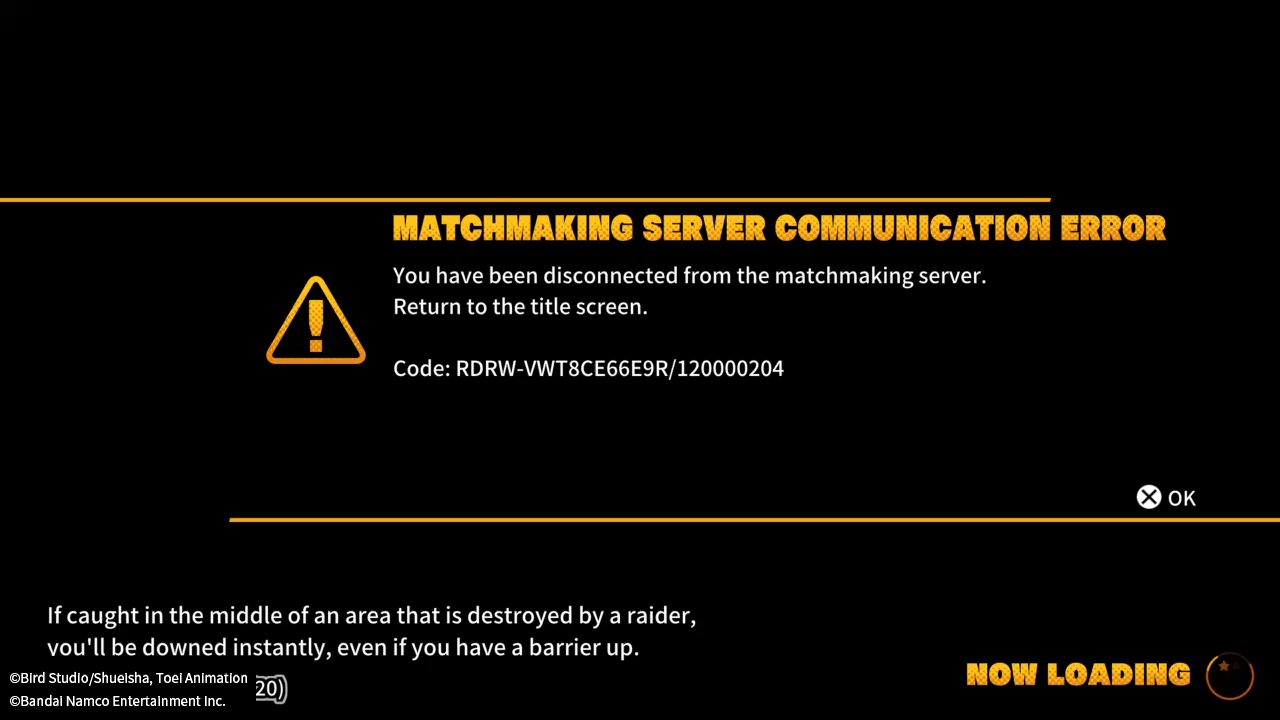 MATCHMAKING SERVER COMMUNICATION ERROR
You have been disconnected from the matchmaking server.
Return to the title screen.
Code: RDRW-VWT8CE66E9R/120000204
OK
If caught in the middle of an area that is destroyed by a raider,
you'll be downed instantly, even if you have a barrier up.
NOW LOADING
©Bird Studio/Shueisha, Toei Animation
20)
©Bandai Namco Entertainment Inc.